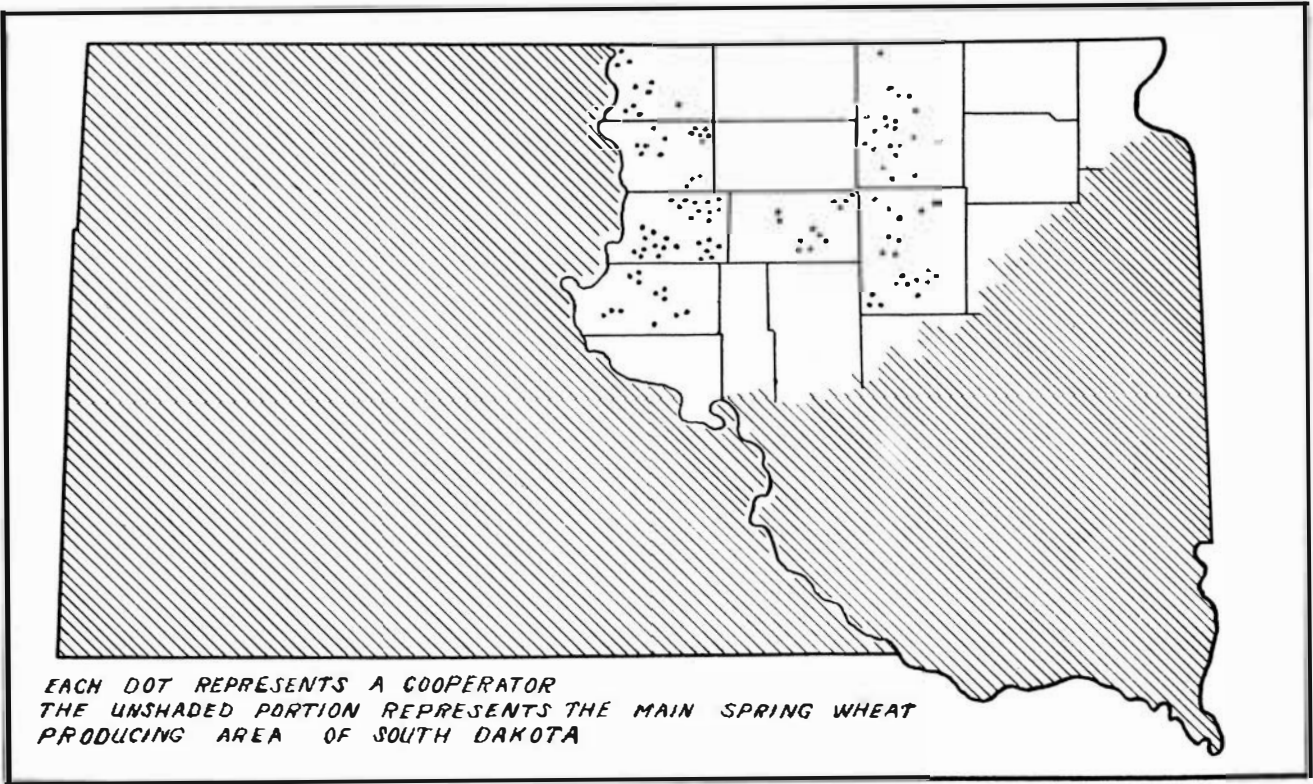 EACH DOT REPRESENTS A COOPERATOR
THE UNSHADED PORTION REPRESENTS THE MAIN SPRING WHEAT
PRODUCING AREA OF SOUTH DAKOTA